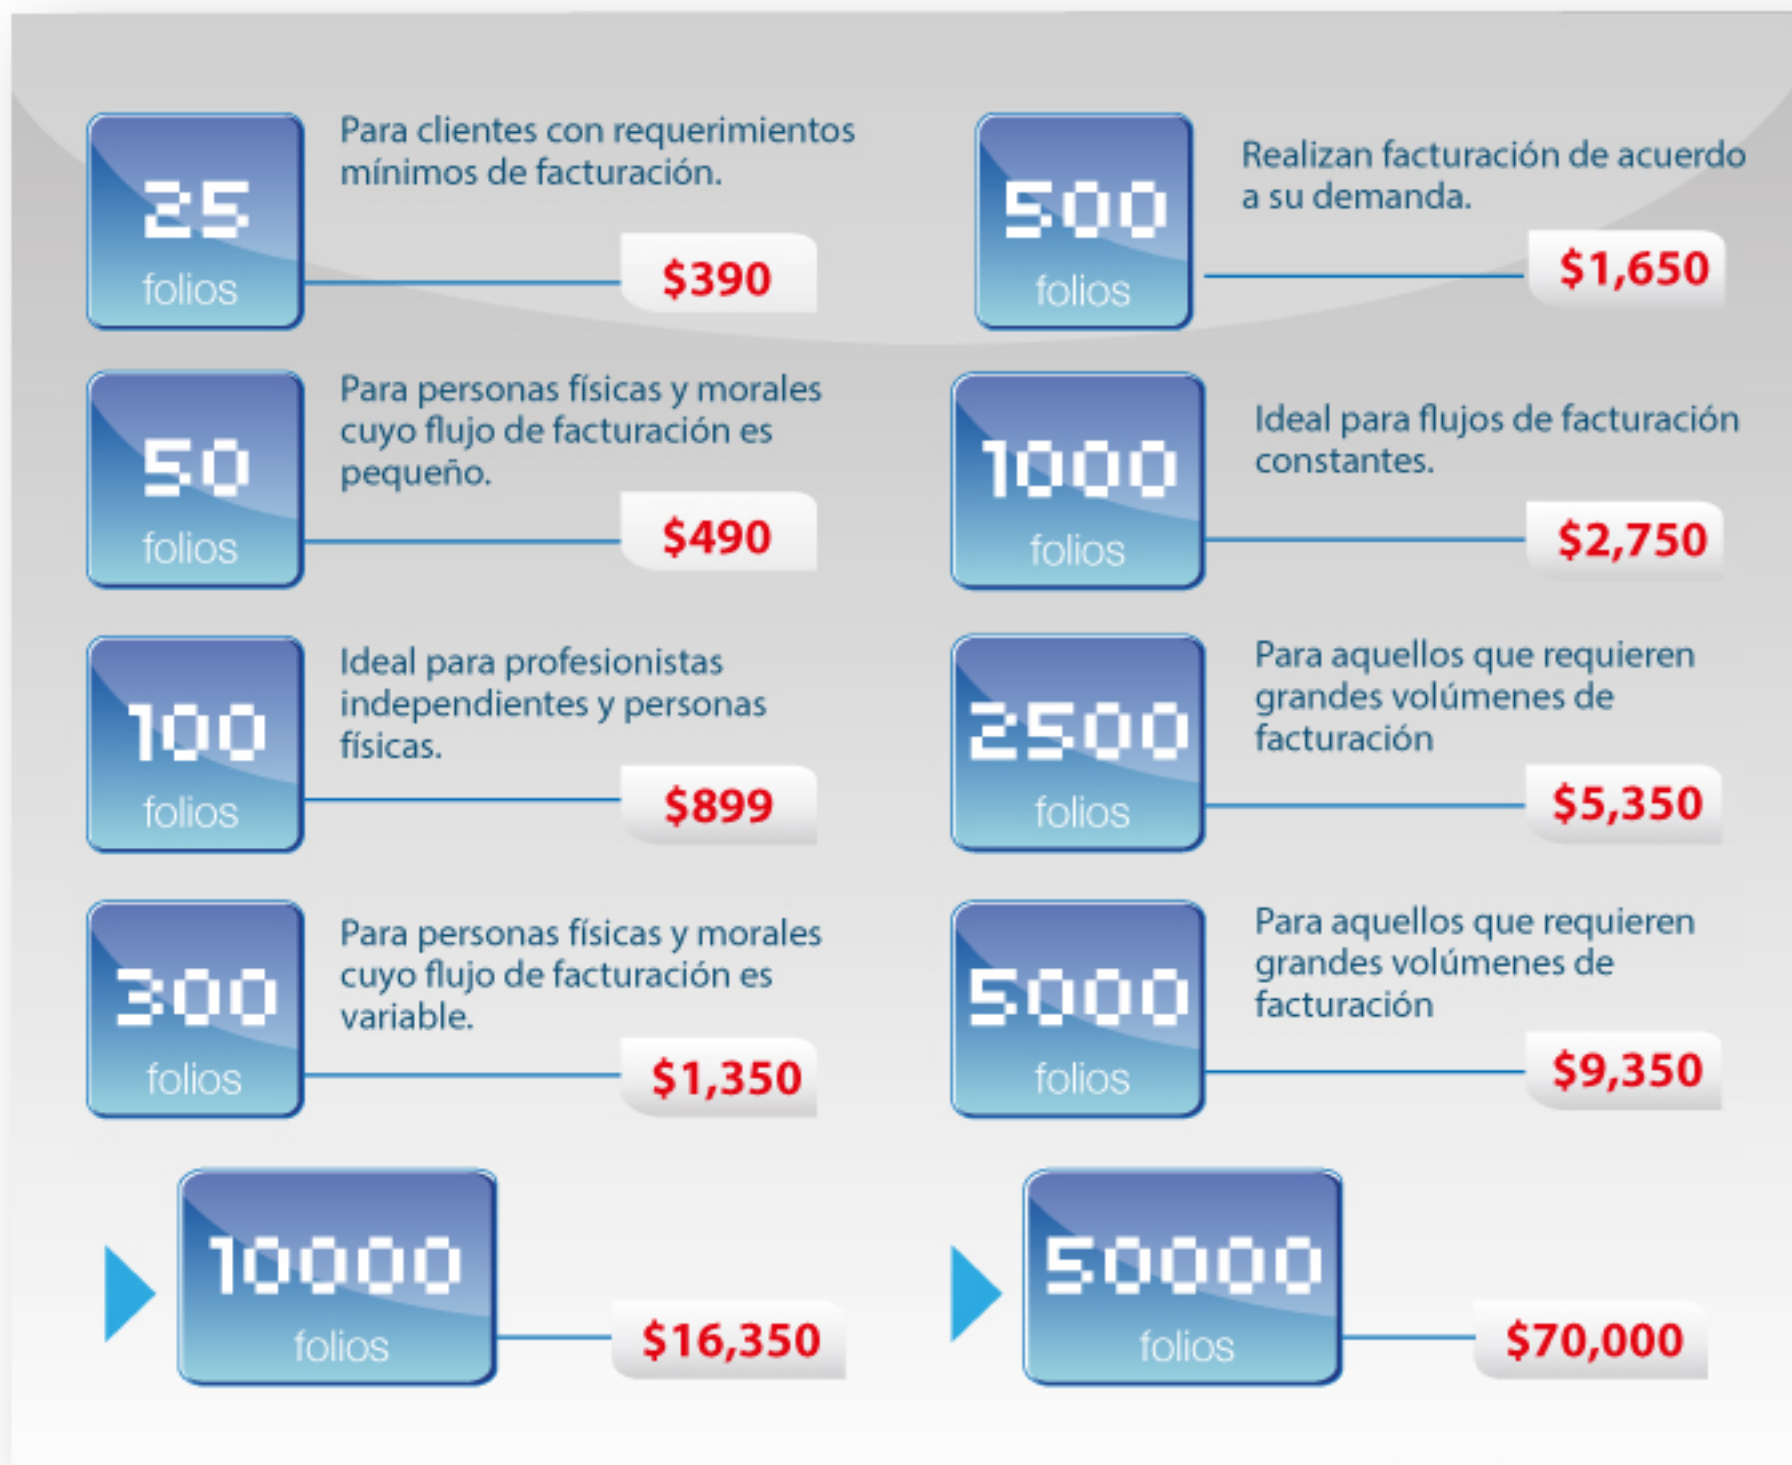 25
folios
Para clientes con requerimientos
mínimos de facturación.
$390
500
folios
Realizan facturación de acuerdo
a su demanda.
$1,650
50
folios
Para personas físicas y morales
cuyo flujo de facturación es
pequeño.
$490
1000
folios
Ideal para flujos de facturación
constantes.
$2,750
100
folios
Ideal para profesionistas
independientes y personas
físicas.
$899
2500
folios
Para aquellos que requieren
grandes volúmenes de
facturación
$5,350
300
folios
Para personas físicas y morales
cuyo flujo de facturación es
variable.
$1,350
5000
folios
Para aquellos que requieren
grandes volúmenes de
facturación
$9,350
10000
folios
$16,350
50000
folios
$70,000